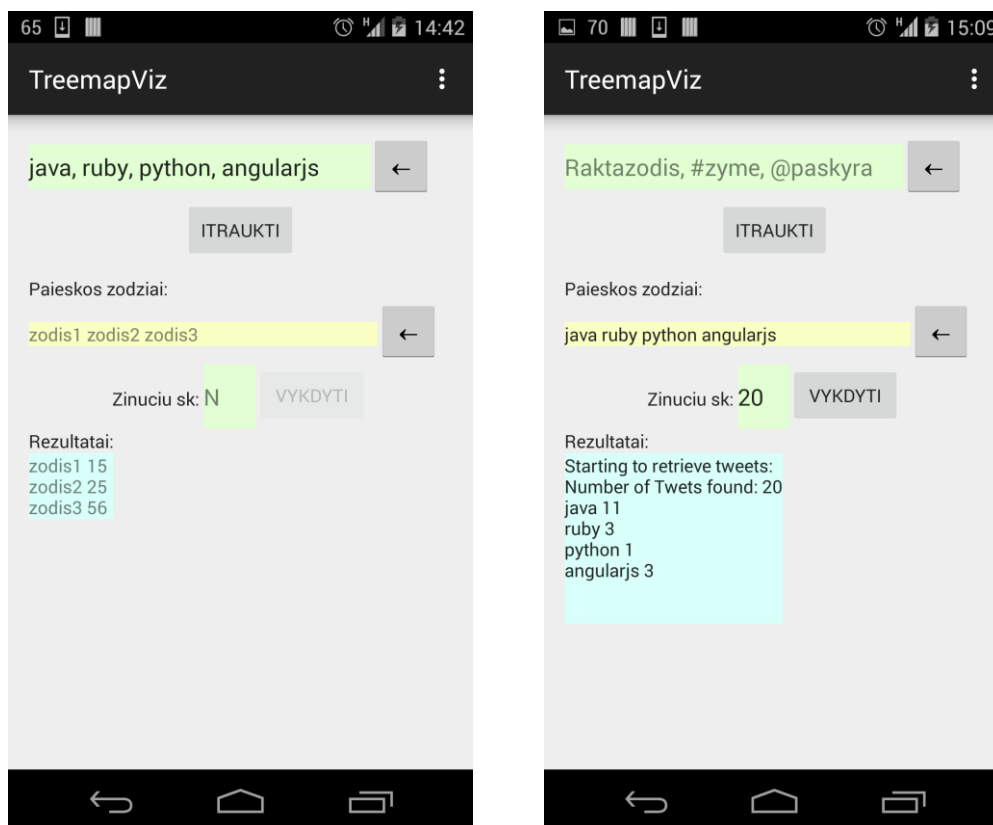 65 14:42
TreemapViz
java, ruby, python, angularjs ←
ITRAUKTI
Paieskos zodziai:
zodis1 zodis2 zodis3 ←
Zinuciu sk: N VYKDYTI
Rezultatai:
zodis1 15
zodis2 25
zodis3 56
70 15:09
TreemapViz
Raktazodis, #zyme, @paskyra ←
ITRAUKTI
Paieskos zodziai:
java ruby python angularjs ←
Zinuciu sk: 20 VYKDYTI
Rezultatai:
Starting to retrieve tweets:
Number of Twets found: 20
java 11
ruby 3
python 1
angularjs 3